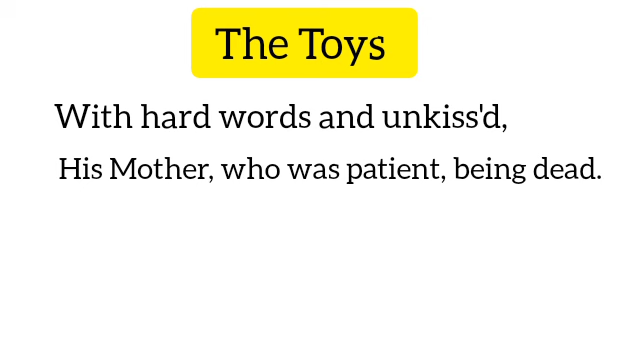 The Toys
With hard words and unkiss'd,
His Mother, who was patient, being dead.